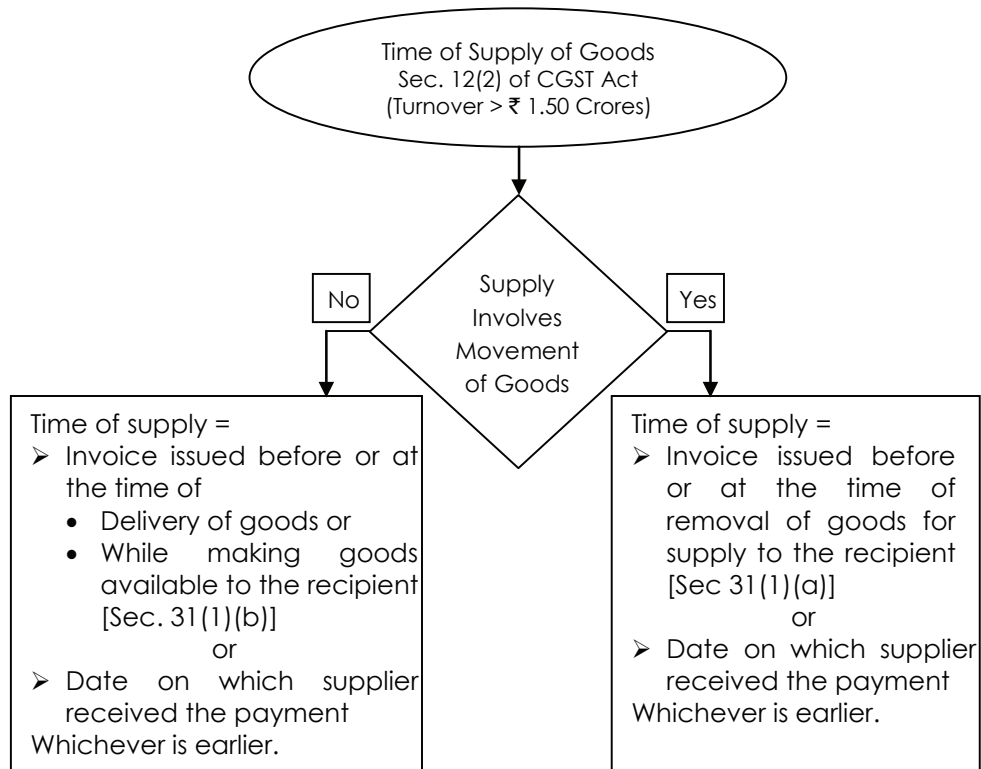 Time of Supply of Goods
Sec. 12(2) of CGST Act
(Turnover > ₹ 1.50 Crores)
Supply
Involves
Movement
of Goods
No
Yes
Time of supply =
➢ Invoice issued before or at
the time of
• Delivery of goods or
• While making goods
available to the recipient
[Sec. 31(1)(b)]
or
➢ Date on which supplier
received the payment
Whichever is earlier.
Time of supply =
➢ Invoice issued before
or at the time of
removal of goods for
supply to the recipient
[Sec 31(1)(a)]
or
➢ Date on which supplier
received the payment
Whichever is earlier.